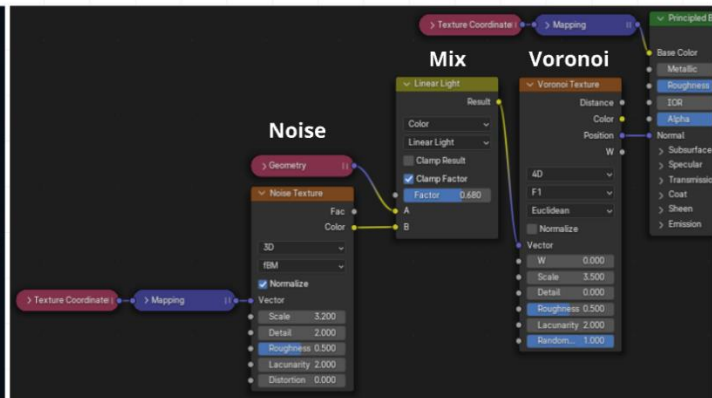 Texture Coordinate
Mapping
Principled B
Base Color
Metallic
Roughness
IOR
Alpha
Normal
Subsurface
Specular
Transmissio
Coat
Sheen
Emission
Mix
Linear Light
Result
Color
Linear Light
Clamp Result
Clamp Factor
Factor 0.680
A
B
Voronoi
Voronoi Texture
Distance
Color
Position
W
4D
F1
Euclidean
Normalize
Vector
W 0.000
Scale 3.500
Detail 0.000
Roughness 0.500
Lacunarity 2.000
Random... 1.000
Noise
Geometry
Noise Texture
Fac
Color
3D
fBM
Normalize
Vector
Scale 3.200
Detail 2.000
Roughness 0.500
Lacunarity 2.000
Distortion 0.000
Texture Coordinate
Mapping